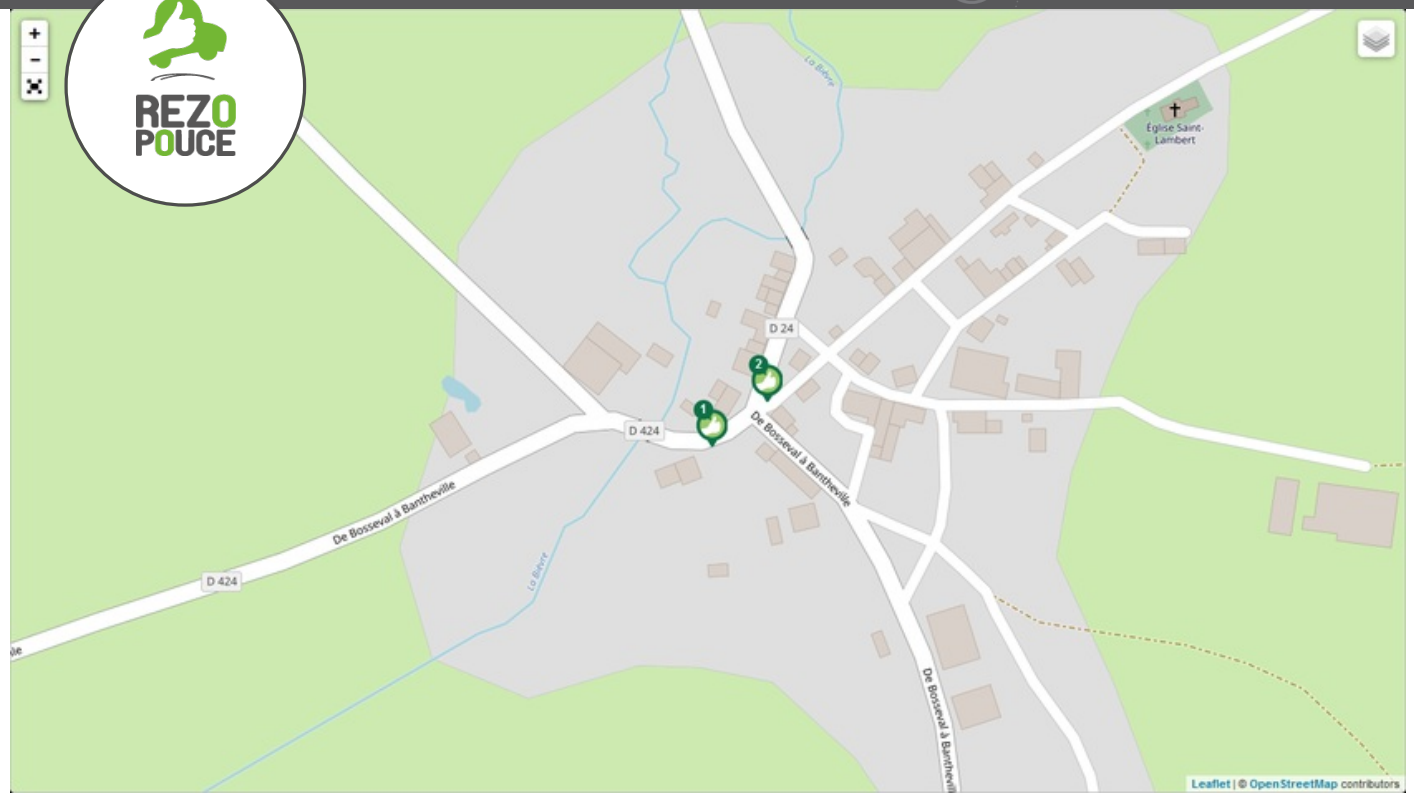 +
−
REZO
POUCE
La Bièvre
Église Saint-
Lambert
D 24
2
1
D 424
De Bosseval à Bantheville
De Bosseval à Bantheville
La Bièvre
D 424
De Bosseval à Bantheville
Leaflet | © OpenStreetMap contributors